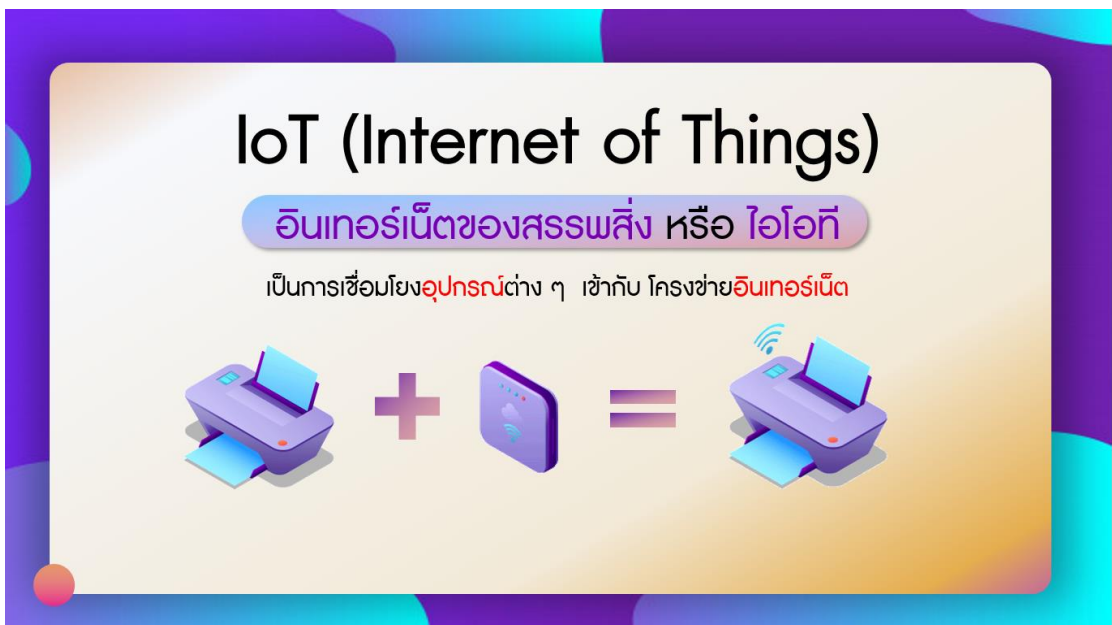 IoT (Internet of Things)
อินเทอร์เน็ตของสรรพสิ่ง หรือ ไอโอที
เป็นการเชื่อมโยงอุปกรณ์ต่าง ๆ เข้ากับ โครงข่ายอินเทอร์เน็ต